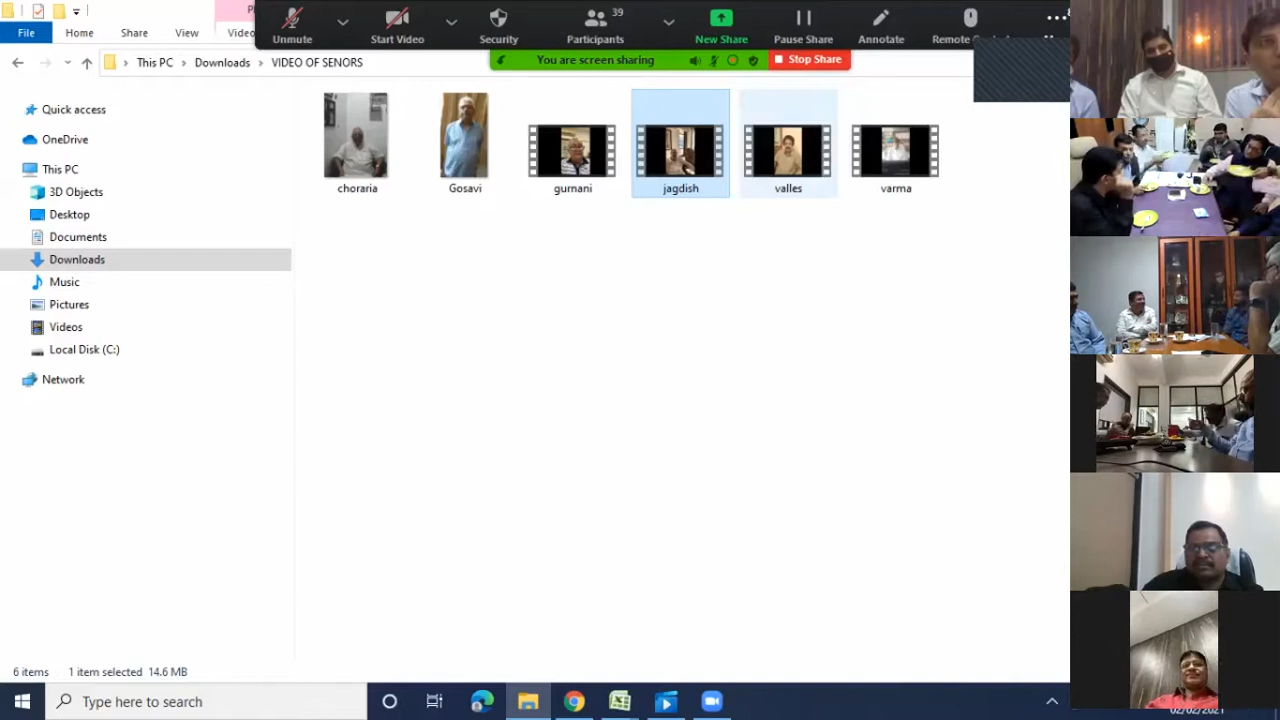 File
Home
Share
View
Unmute
Start Video
Security
39
Participants
New Share
Pause Share
Annotate
You are screen sharing
Stop Share
This PC
Downloads
VIDEO OF SENORS
Quick access
OneDrive
This PC
3D Objects
Desktop
Documents
Downloads
Music
Pictures
Videos
Local Disk (C:)
Network
choraria
Gosavi
gurnani
jagdish
valles
varma
6 items
1 item selected 14.6 MB
Type here to search
02/02/2021